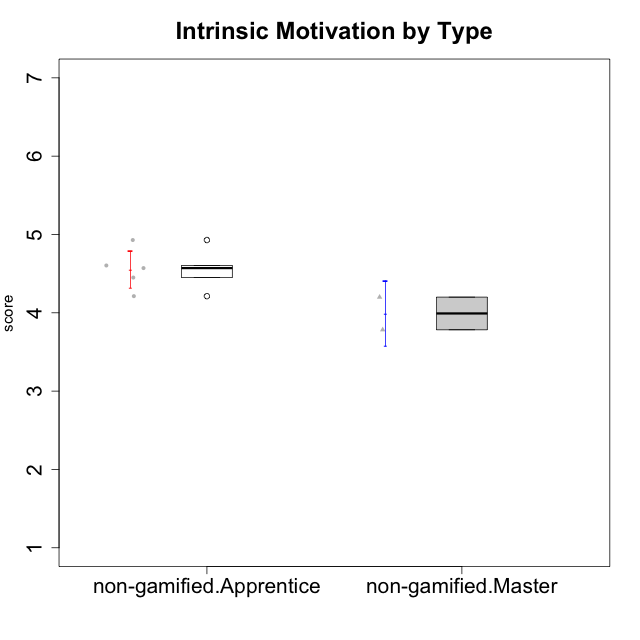 Intrinsic Motivation by Type
score
7
6
5
4
3
2
1
non-gamified.Apprentice
non-gamified.Master